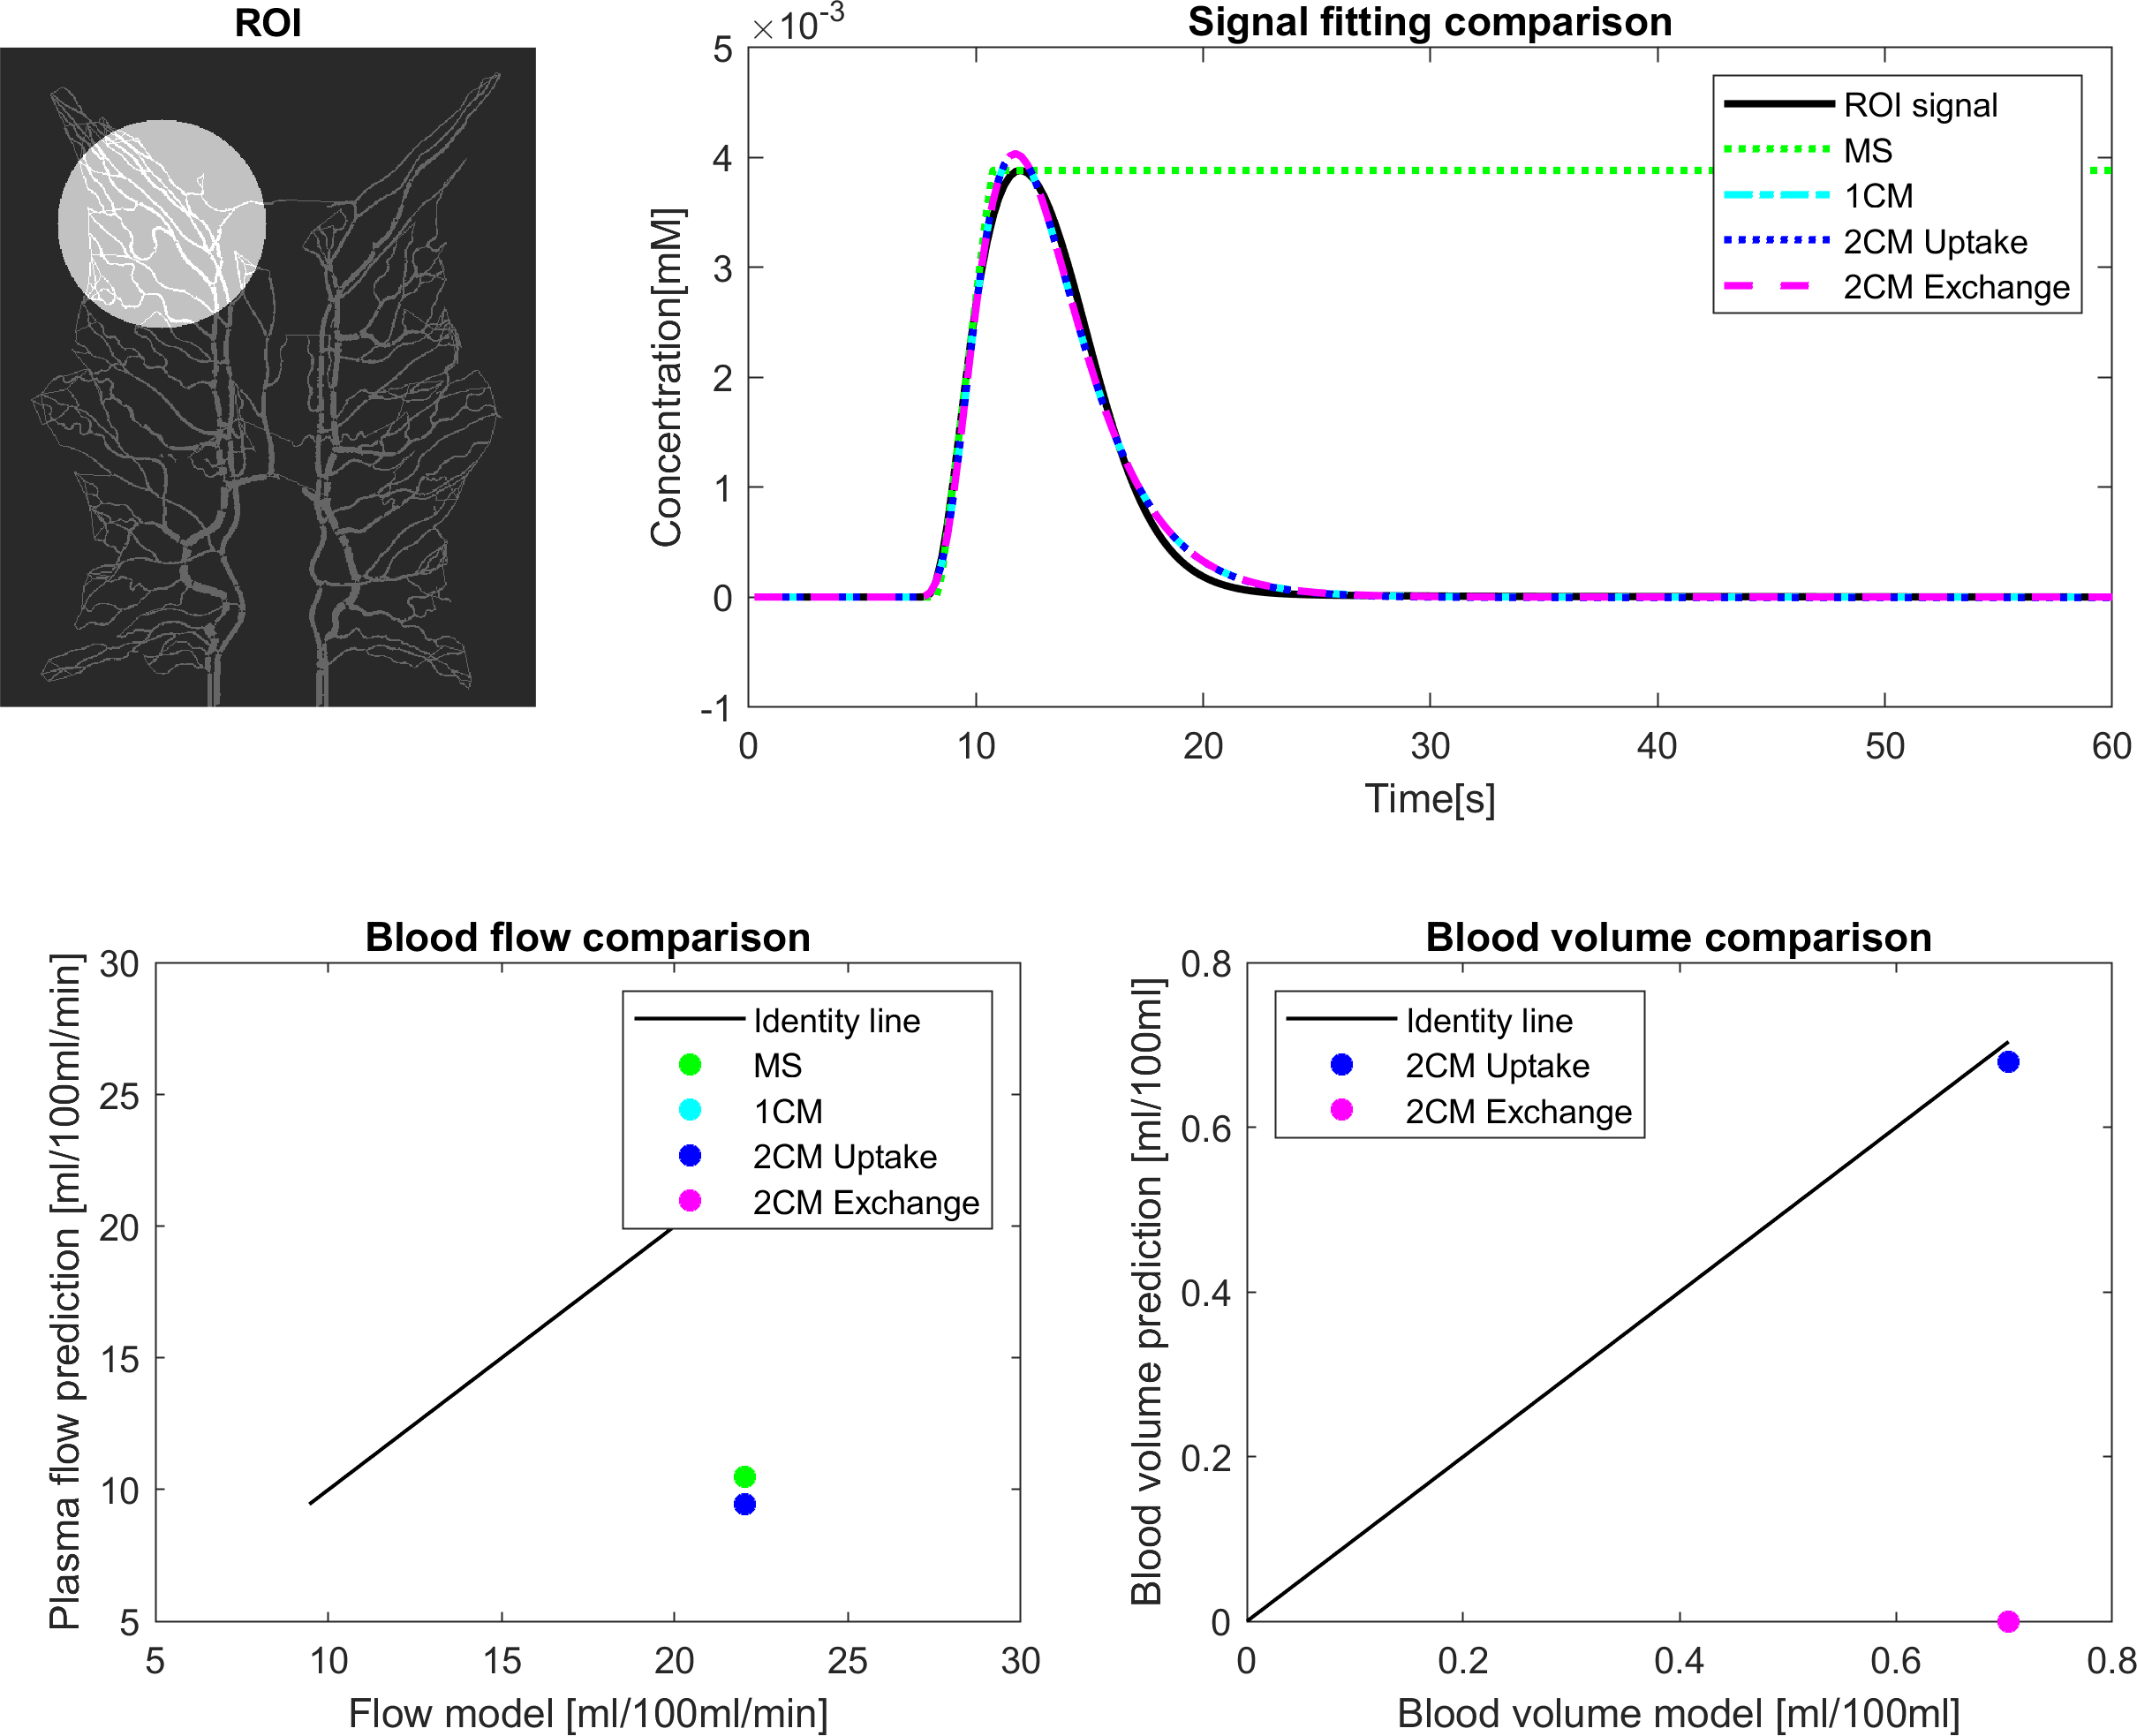 ROI
Signal fitting comparison
×10-3
5
4
3
2
1
0
-1
Concentration[mM]
0 10 20 30 40 50 60
Time[s]
ROI signal
MS
1CM
2CM Uptake
2CM Exchange
Blood flow comparison
30
25
20
15
10
5
Plasma flow prediction [ml/100ml/min]
5 10 15 20 25 30
Flow model [ml/100ml/min]
Identity line
MS
1CM
2CM Uptake
2CM Exchange
Blood volume comparison
0.8
0.6
0.4
0.2
0
Blood volume prediction [ml/100ml]
0 0.2 0.4 0.6 0.8
Blood volume model [ml/100ml]
Identity line
2CM Uptake
2CM Exchange